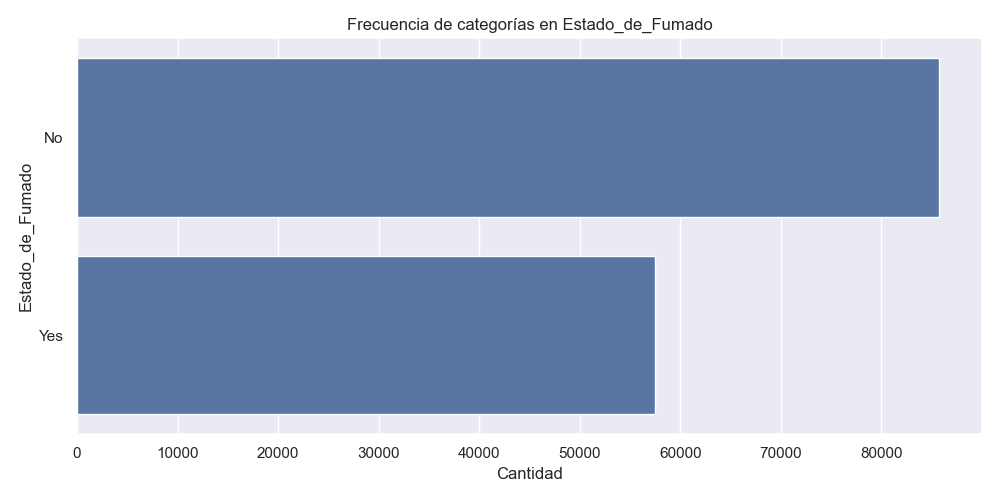 Frecuencia de categorías en Estado_de_Fumado
Estado_de_Fumado
No
Yes
0 10000 20000 30000 40000 50000 60000 70000 80000
Cantidad